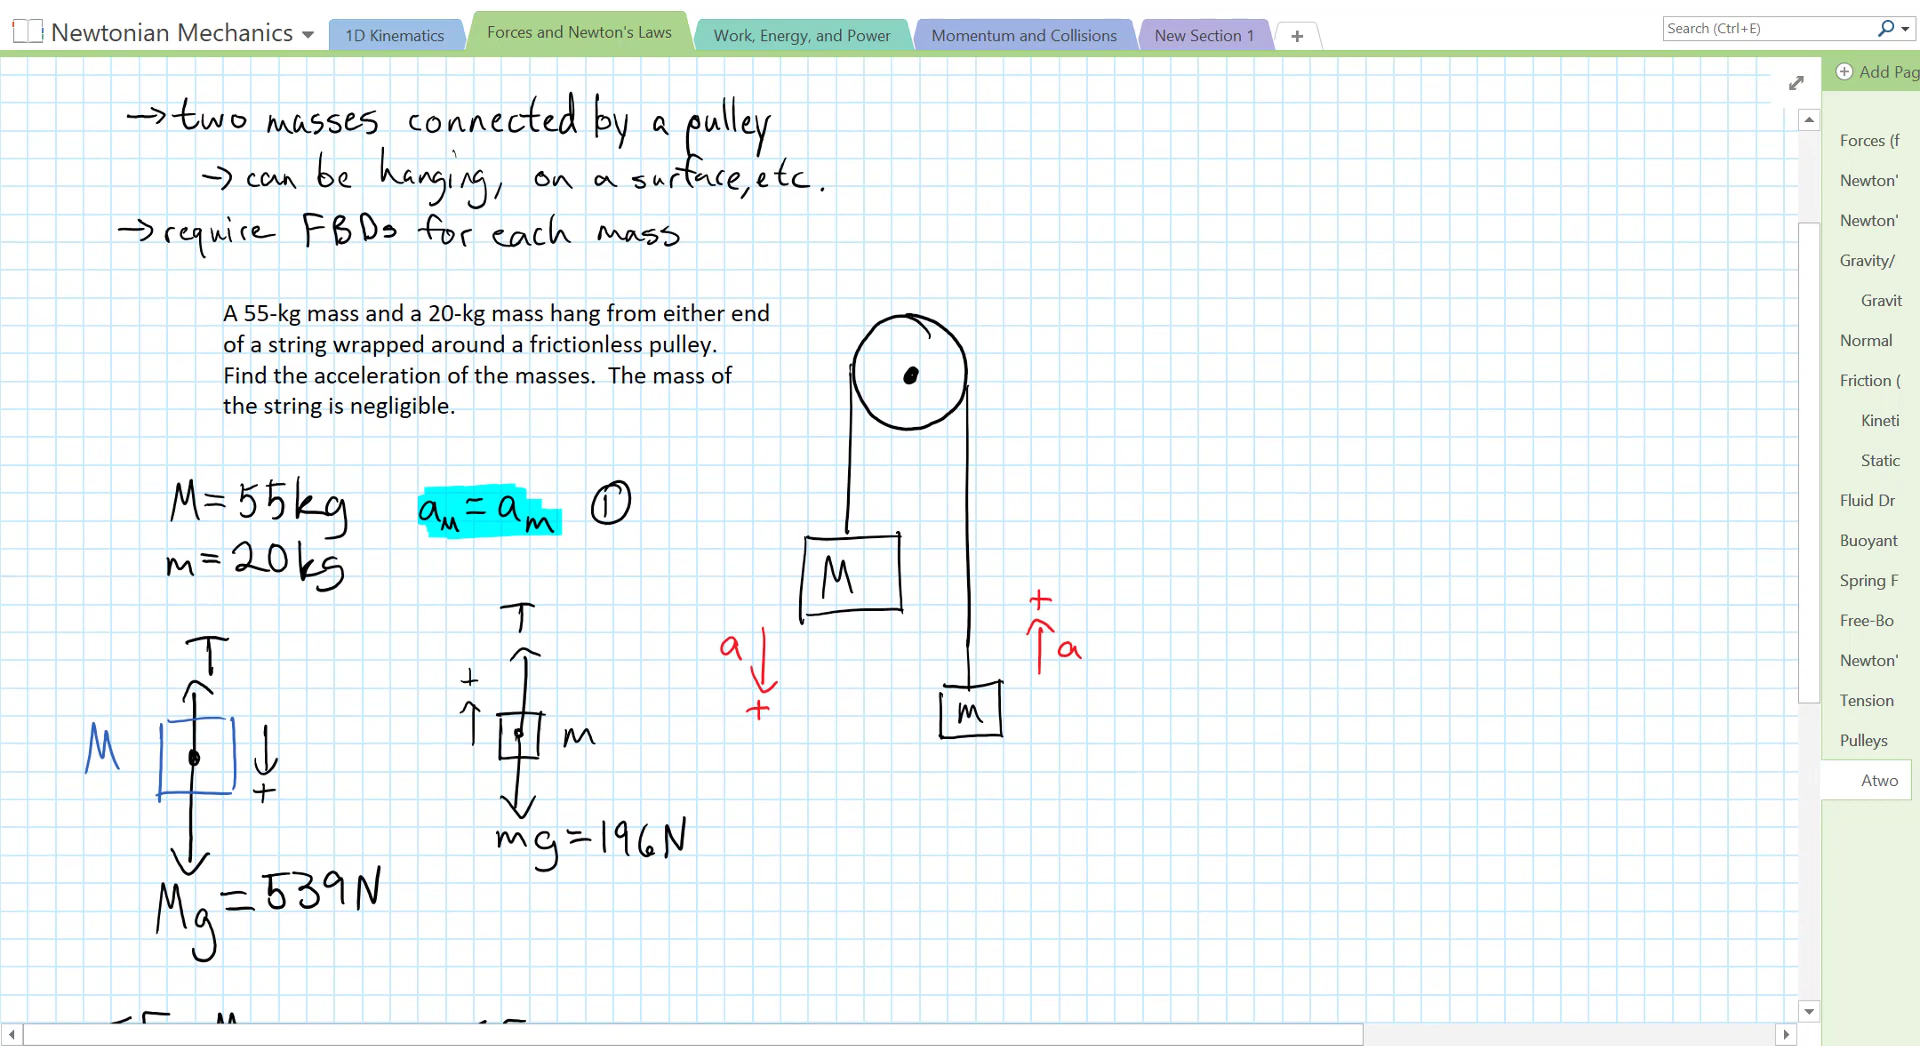 Newtonian Mechanics
1D Kinematics
Forces and Newton's Laws
Work, Energy, and Power
Momentum and Collisions
New Section 1
+
Search (Ctrl+E)
Add Pag
→ two masses connected by a pulley
→ can be hanging, on a surface, etc.
→ require FBDs for each mass
A 55-kg mass and a 20-kg mass hang from either end
of a string wrapped around a frictionless pulley.
Find the acceleration of the masses. The mass of
the string is negligible.
M = 55kg
a_M = a_m ①
m = 20kg
T
M
+
Mg = 539N
T
+
m
mg = 196N
M
a
+
m
+
a
Forces (f
Newton'
Newton'
Gravity/
Gravit
Normal
Friction (
Kineti
Static
Fluid Dr
Buoyant
Spring F
Free-Bo
Newton'
Tension
Pulleys
Atwo